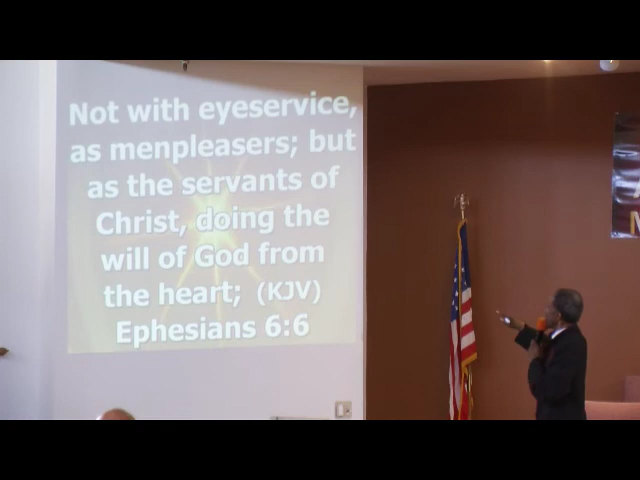 Not with eyeservice,
as menpleasers; but
as the servants of
Christ, doing the
will of God from
the heart; (KJV)
Ephesians 6:6